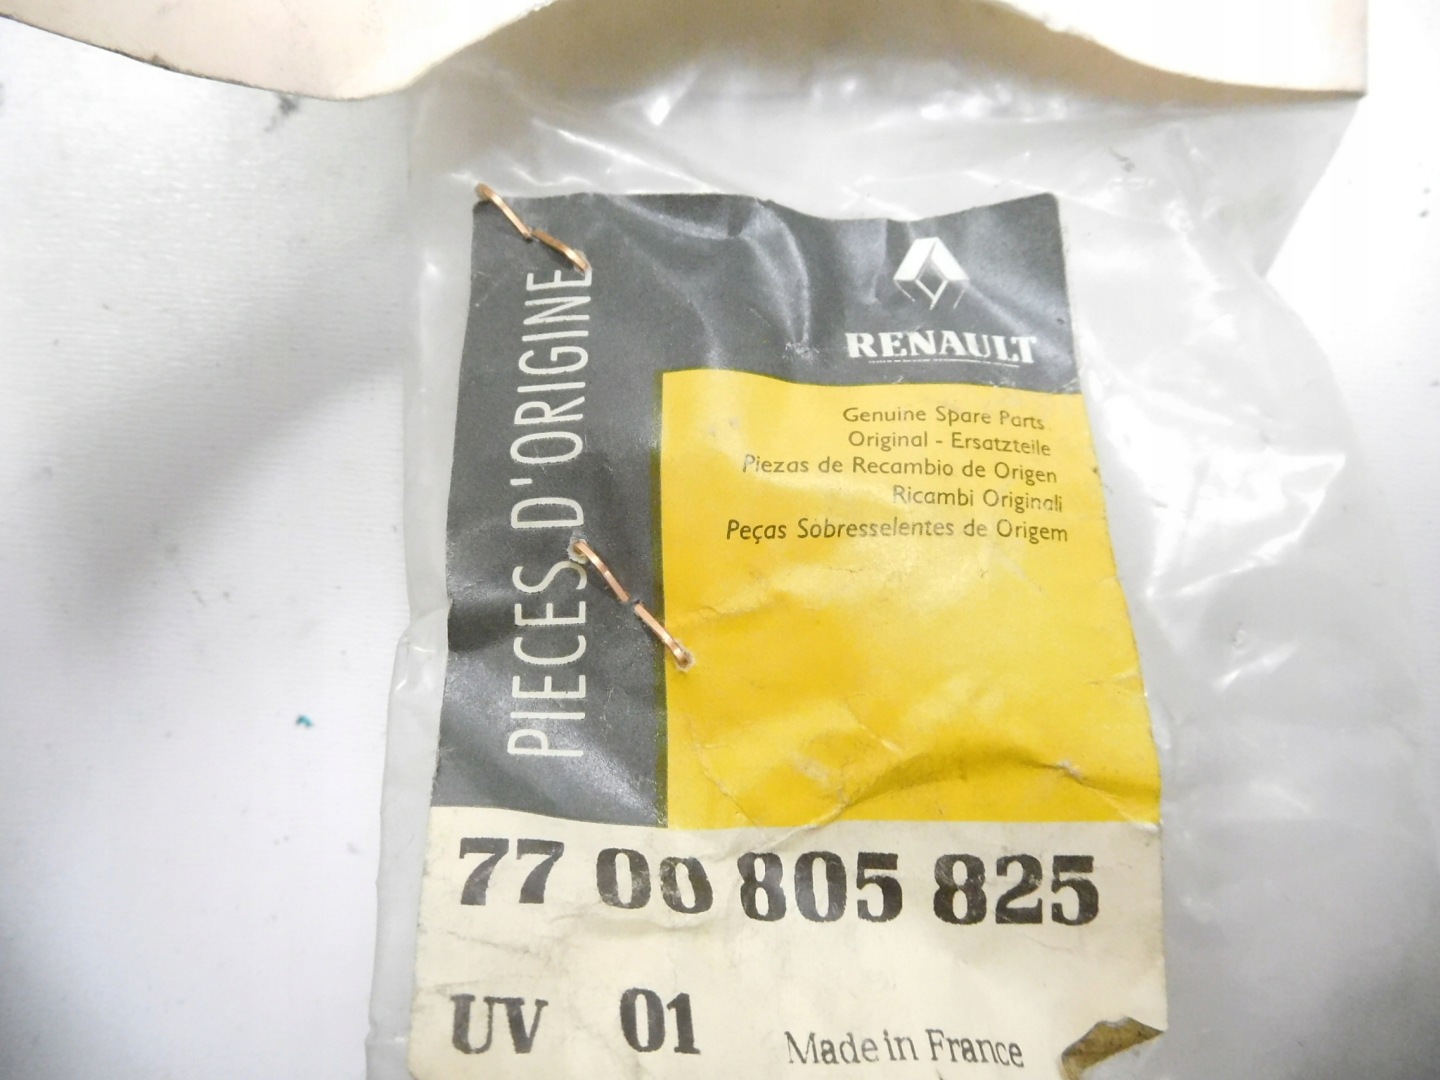 PIECES D'ORIGINE
RENAULT
Genuine Spare Parts
Original - Ersatzteile
Piezas de Recambio de Origen
Ricambi Originali
Peças Sobresselentes de Origem
77 00 805 825
UV 01
Made in France